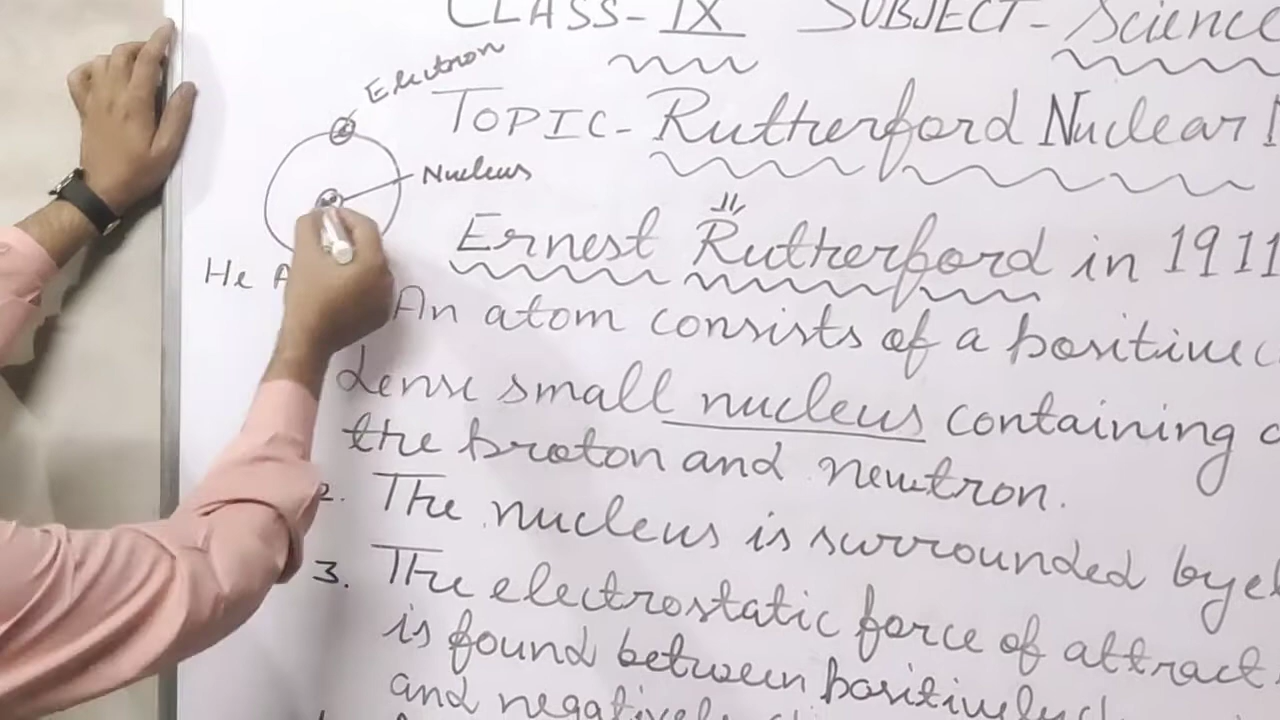 CLASS- IX SUBJECT- Science
Electron
TOPIC- Rutherford Nuclear
Nucleus
Ernest Rutherford in 1911
He A
An atom consists of a positive
dense small nucleus containing
the proton and neutron.
2. The nucleus is surrounded by el
3. The electrostatic force of attract
is found between positively
and negatively